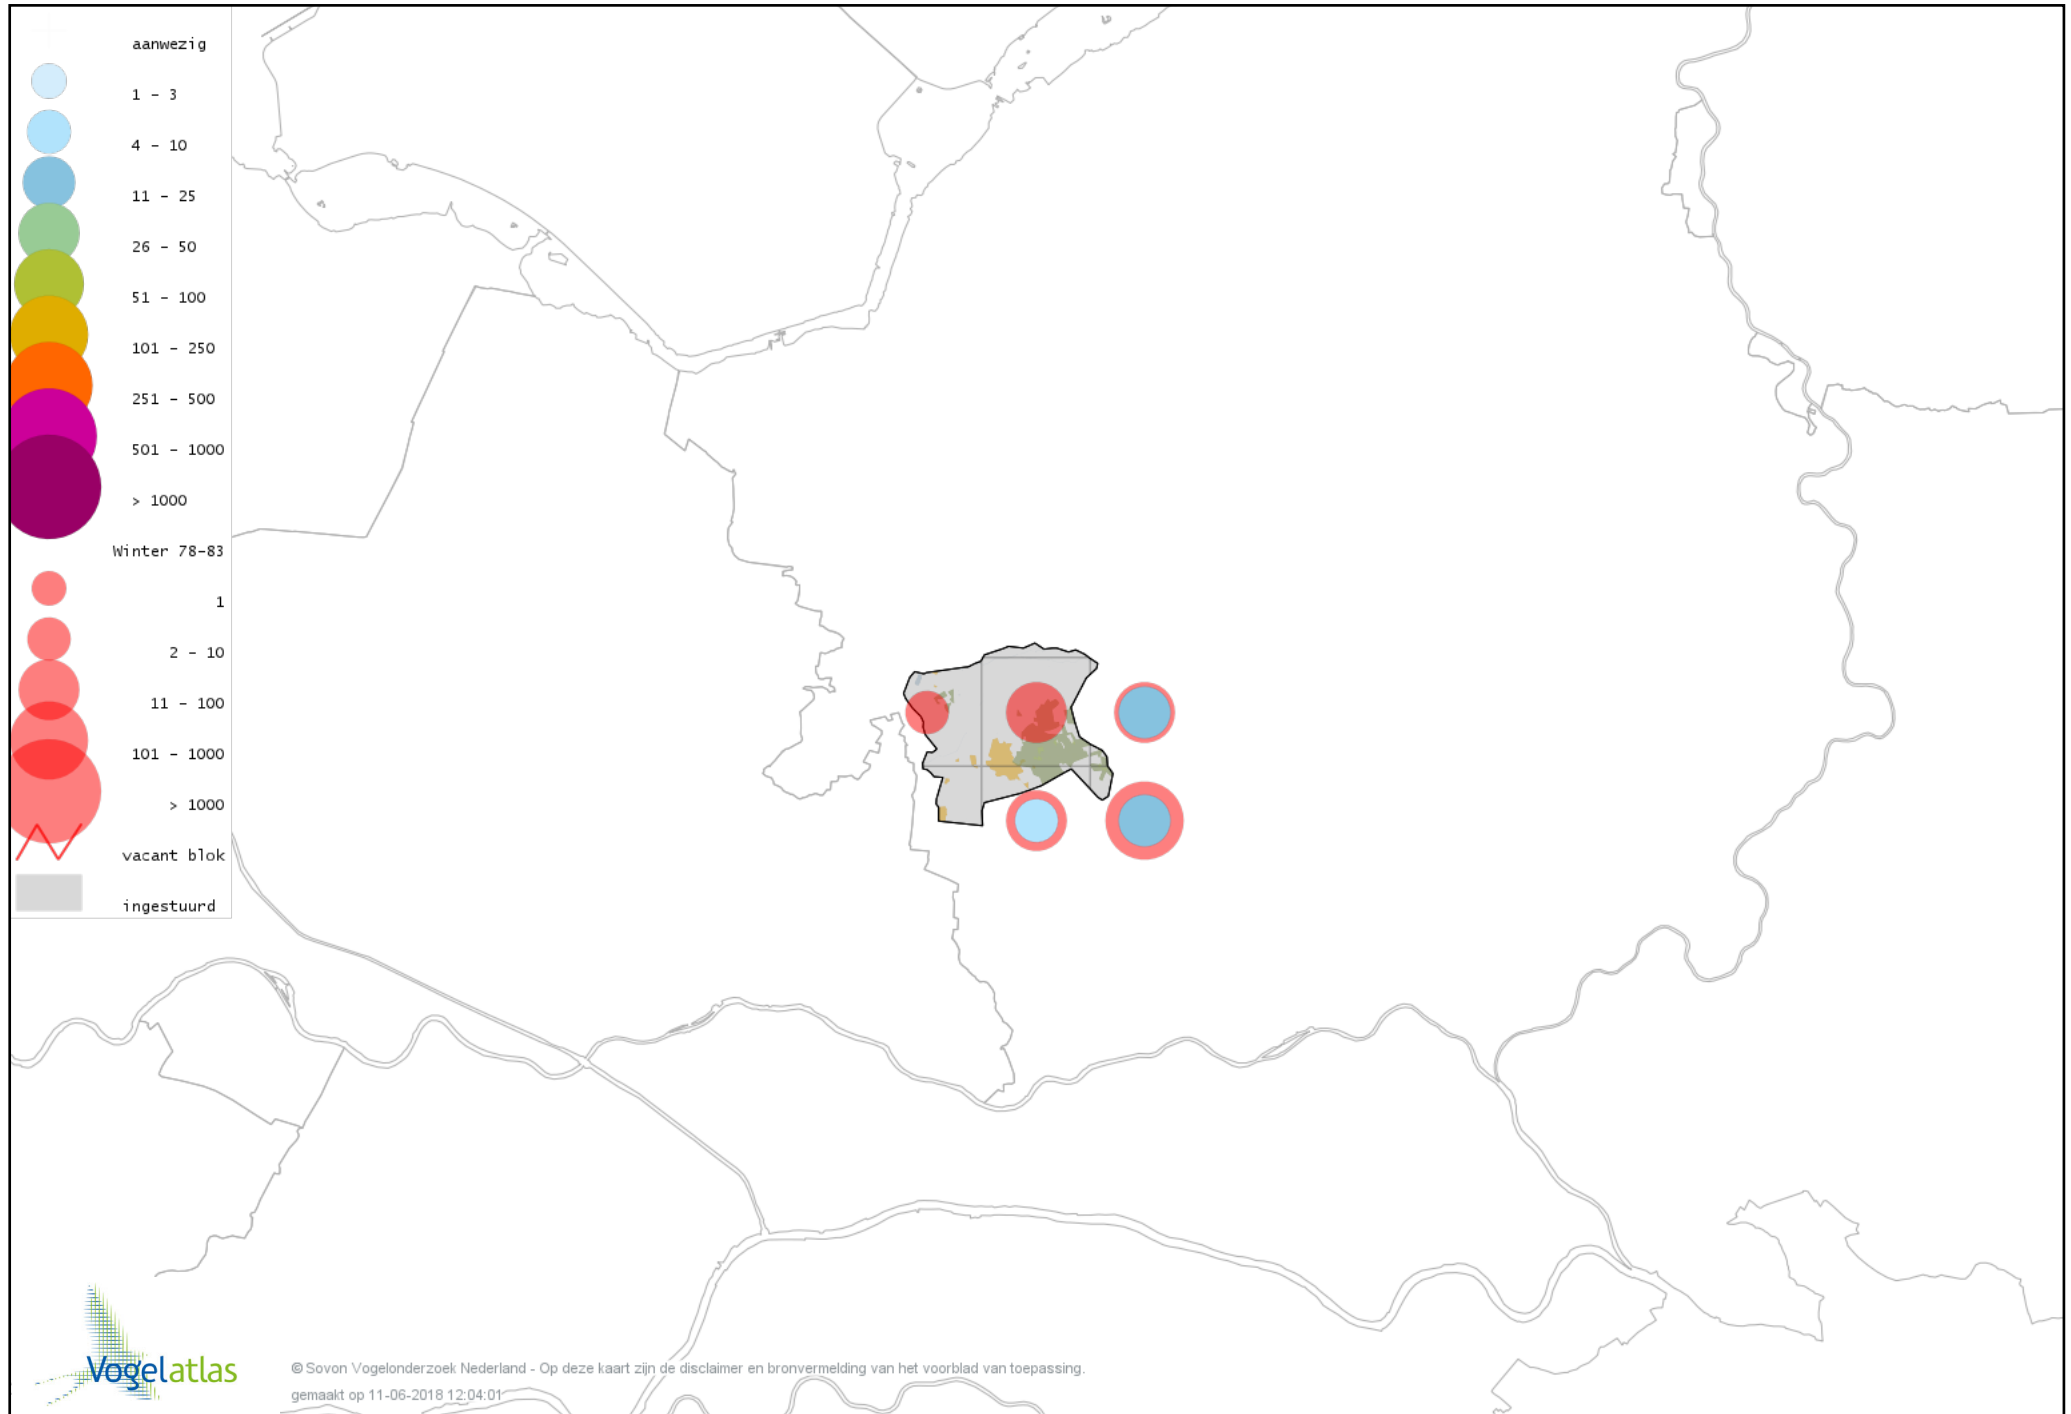 aanwezig
1 - 3
4 - 10
11 - 25
26 - 50
51 - 100
101 - 250
251 - 500
501 - 1000
> 1000
Winter 78-83
1
2 - 10
11 - 100
101 - 1000
> 1000
vacant blok
ingestuurd
Vogelatlas
© Sovon Vogelonderzoek Nederland - Op deze kaart zijn de disclaimer en bronvermelding van het voorblad van toepassing.
gemaakt op 11-06-2018 12:04:01